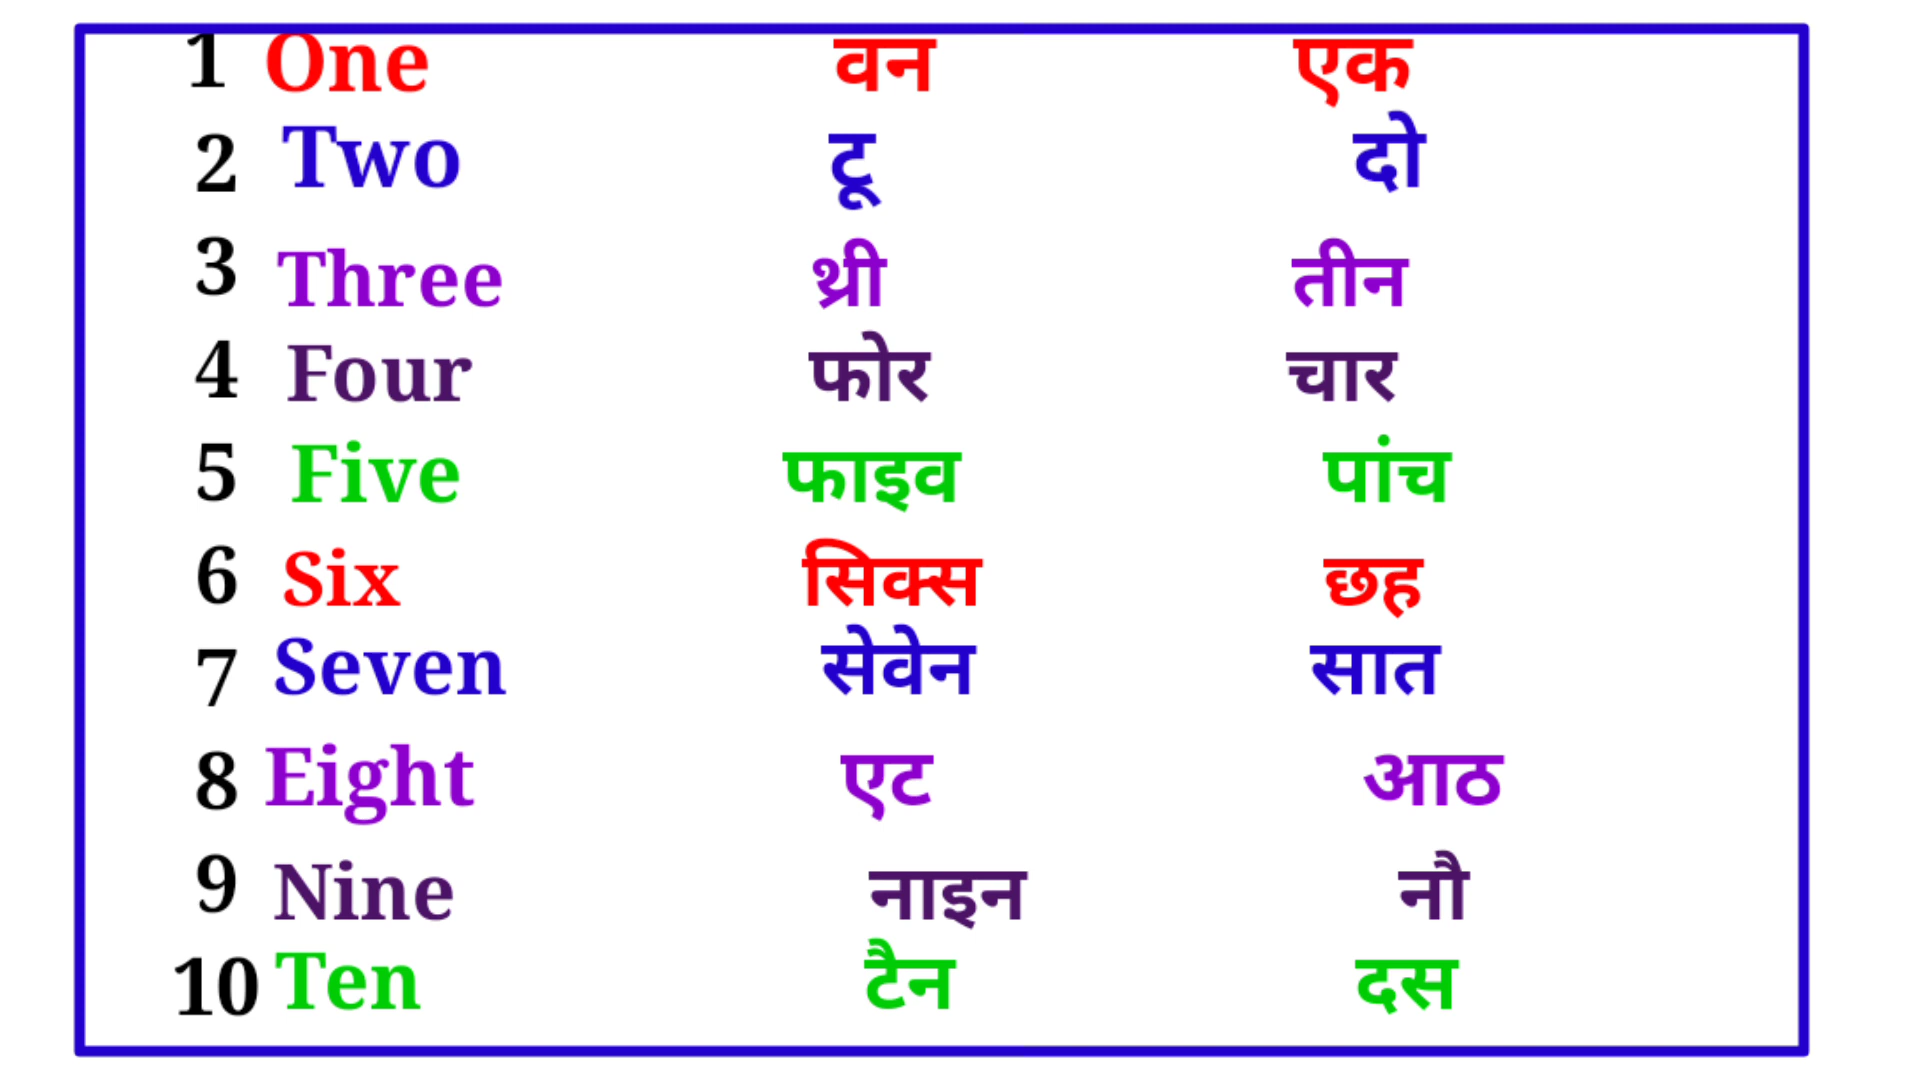 1 One वन एक
2 Two टू दो
3 Three थ्री तीन
4 Four फोर चार
5 Five फाइव पांच
6 Six सिक्स छह
7 Seven सेवेन सात
8 Eight एट आठ
9 Nine नाइन नौ
10 Ten टैन दस